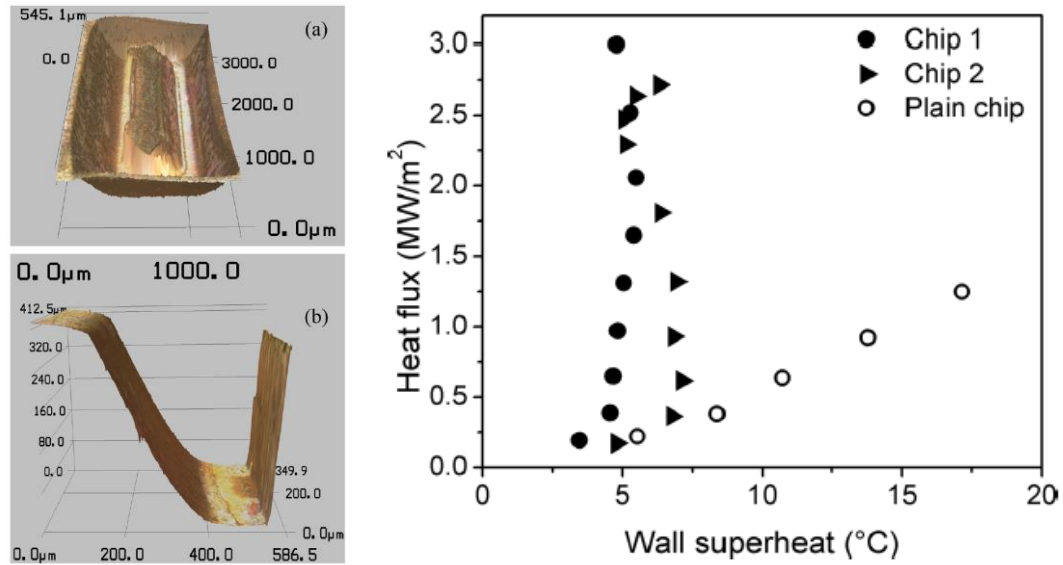 545.1μm
(a)
0.0
3000.0
2000.0
1000.0
0.0μm
0.0μm 1000.0
412.5μm
(b)
320.0
240.0
160.0
80.0
0.0
349.9
200.0
0.0μm
0.0μm 200.0 400.0 586.5
Chip 1
Chip 2
Plain chip
3.0
2.5
2.0
1.5
1.0
0.5
0.0
Heat flux (MW/m²)
0 5 10 15 20
Wall superheat (°C)